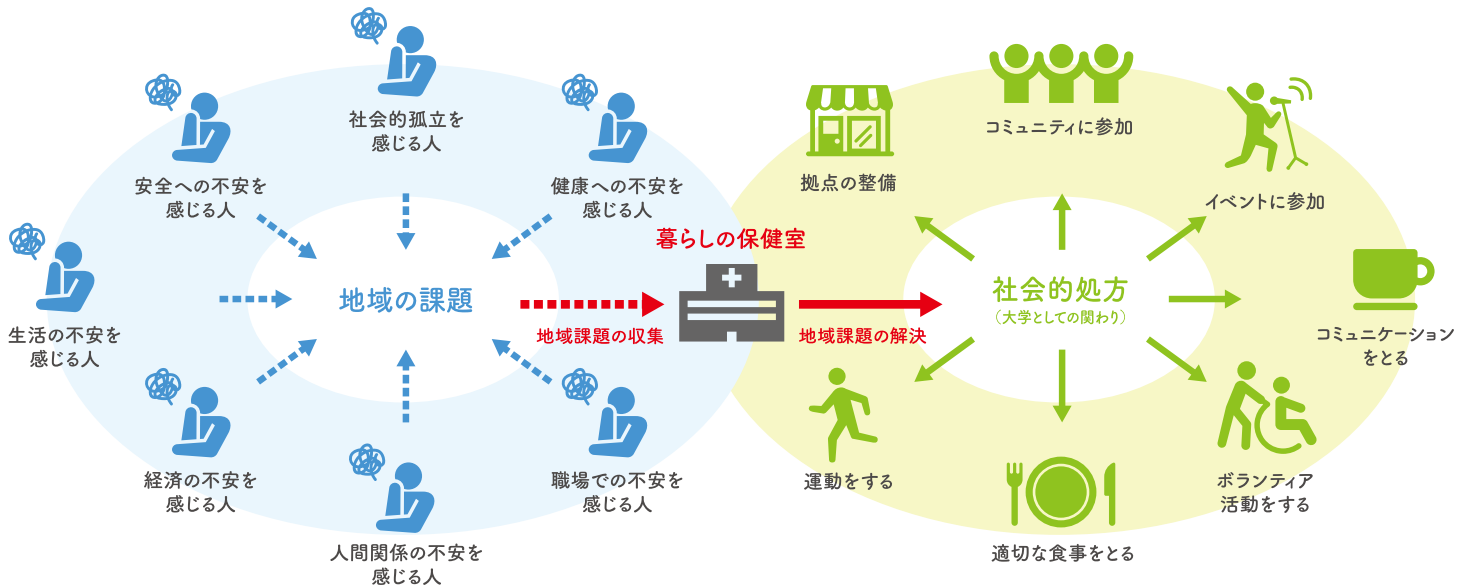 社会的孤立を
感じる人
安全への不安を
感じる人
健康への不安を
感じる人
生活の不安を
感じる人
地域の課題
経済の不安を
感じる人
職場での不安を
感じる人
人間関係の不安を
感じる人
暮らしの保健室
地域課題の収集
地域課題の解決
コミュニティに参加
拠点の整備
イベントに参加
社会的処方
（大学としての関わり）
コミュニケーション
をとる
運動をする
ボランティア
活動をする
適切な食事をとる